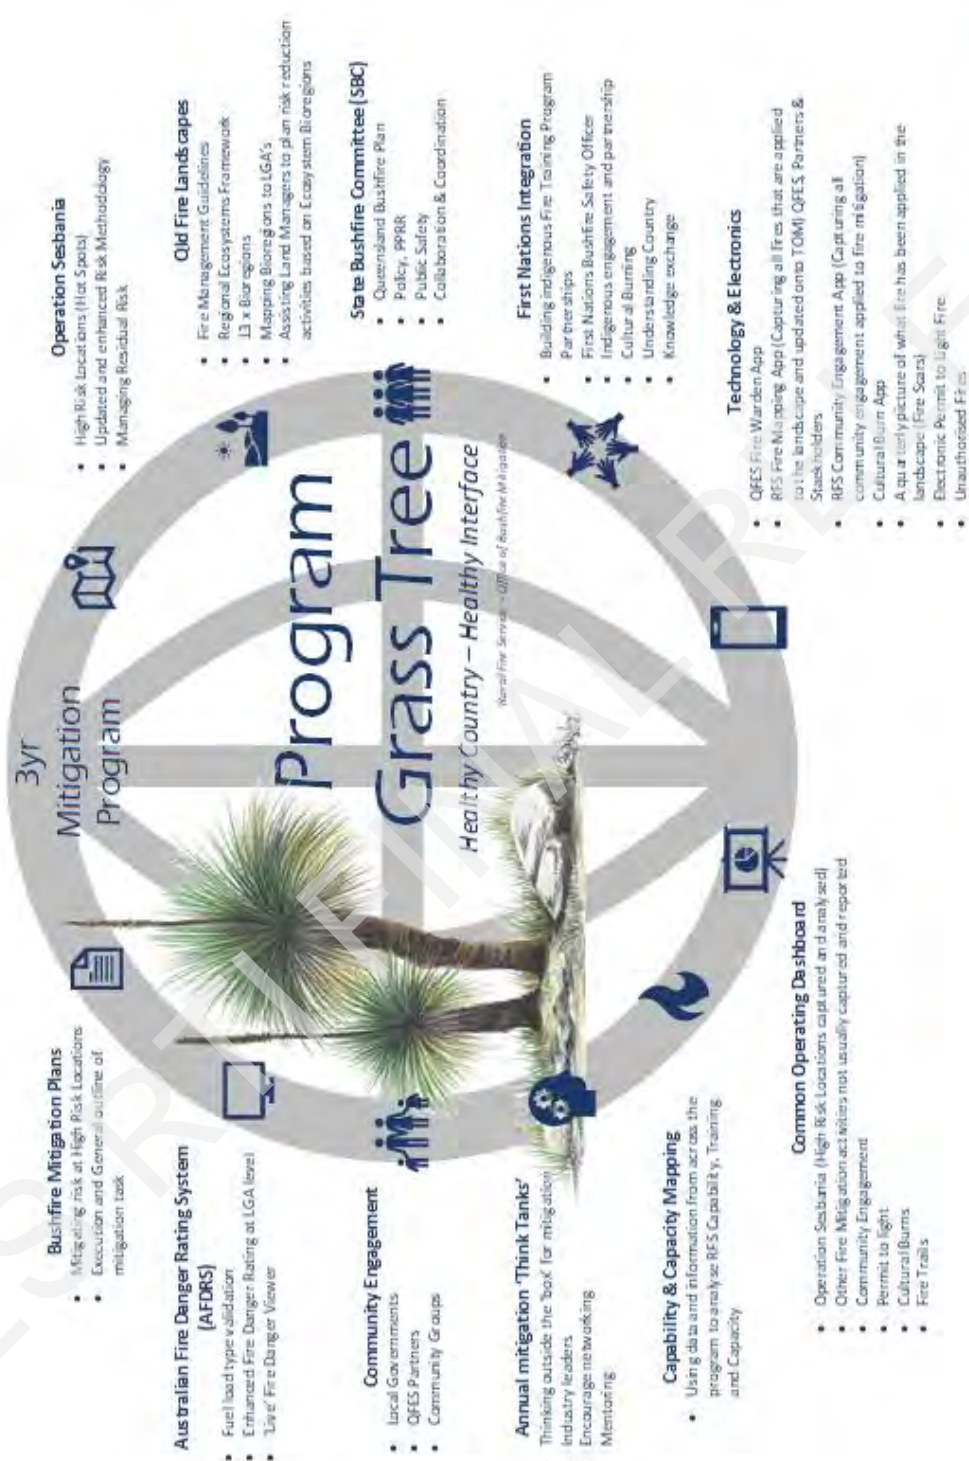 3yr
Mitigation
Program
Program
Grass Tree
Healthy Country – Healthy Interface
Rural Fire Service – Office of Bushfire Mitigation
Operation Sesbania
• High Risk Locations (Hot Spots)
• Updated and enhanced Risk Methodology
• Managing Residual Risk
Qld Fire Landscapes
• Fire Management Guidelines
• Regional Ecosystems Framework
• 13 x Bioregions
• Mapping Bioregions to LGA's
• Assisting Land Managers to plan risk reduction
activities based on Ecosystem Bioregions
State Bushfire Committee (SBC)
• Queensland Bushfire Plan
• Policy, PPRR
• Public Safety
• Collaboration & Coordination
First Nations Integration
• Building Indigenous Fire Training Program
Partnerships
• First Nations Bushfire Safety Officer
• Indigenous engagement and partnership
• Cultural Burning
• Understanding Country
• Knowledge exchange
Technology & Electronics
• QFES Fire Warden App
• RFS Fire Mapping App (Capturing all fires that are applied
to the landscape and updated onto TOM) QFES, Partners &
Staekholders
• RFS Community Engagement App (Capturing all
community engagement applied to fire mitigation)
• Cultural Burn App
• A quarterly picture of what fire has been applied in the
landscape (Fire Scars)
• Electronic Permit to Light Fire
• Unauthorised Fires
Common Operating Dashboard
• Operation Sesbania (High Risk Locations captured and analysed)
• Other Fire Mitigation activities not usually captured and reported
• Community Engagement
• Permit to light
• Cultural Burns
• Fire Trails
Capability & Capacity Mapping
• Using data and information from across the
program to analyse RFS Capability, Training
and Capacity
Annual mitigation 'Think Tanks'
Thinking outside the 'box' for mitigation
Industry leaders
Encourage networking
Mentoring
Community Engagement
• Local Governments
• QFES Partners
• Community Groups
Australian Fire Danger Rating System
(AFDRS)
• Fuel load type validation
• Enhanced Fire Danger Rating at LGA level
• 'Live' Fire Danger Viewer
Bushfire Mitigation Plans
• Mitigating risk at High Risk Locations
• Execution and General outline of
mitigation task